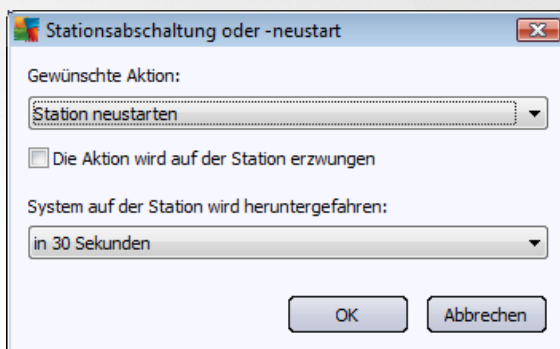 Stationsabschaltung oder -neustart
Gewünschte Aktion:
Station neustarten
Die Aktion wird auf der Station erzwungen
System auf der Station wird heruntergefahren:
in 30 Sekunden
OK
Abbrechen